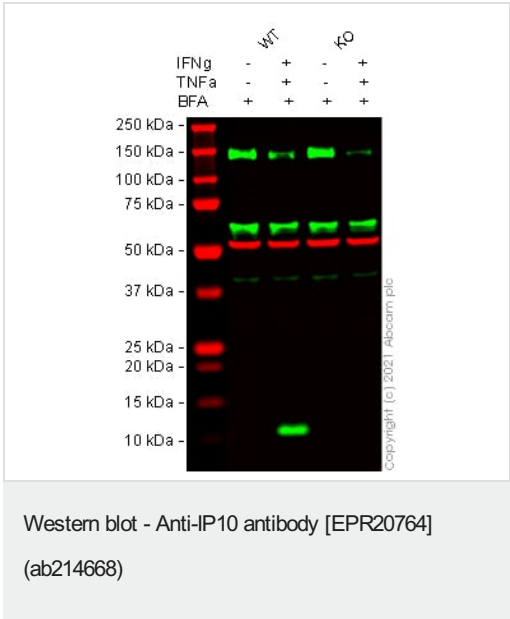 WT KO
IFNg - + - +
TNFa - + - +
BFA + + + +
250 kDa -
150 kDa -
100 kDa -
75 kDa -
50 kDa -
37 kDa -
25 kDa -
20 kDa -
15 kDa -
10 kDa -
Copyright (c) 2021 Abcam plc
Western blot - Anti-IP10 antibody [EPR20764]
(ab214668)